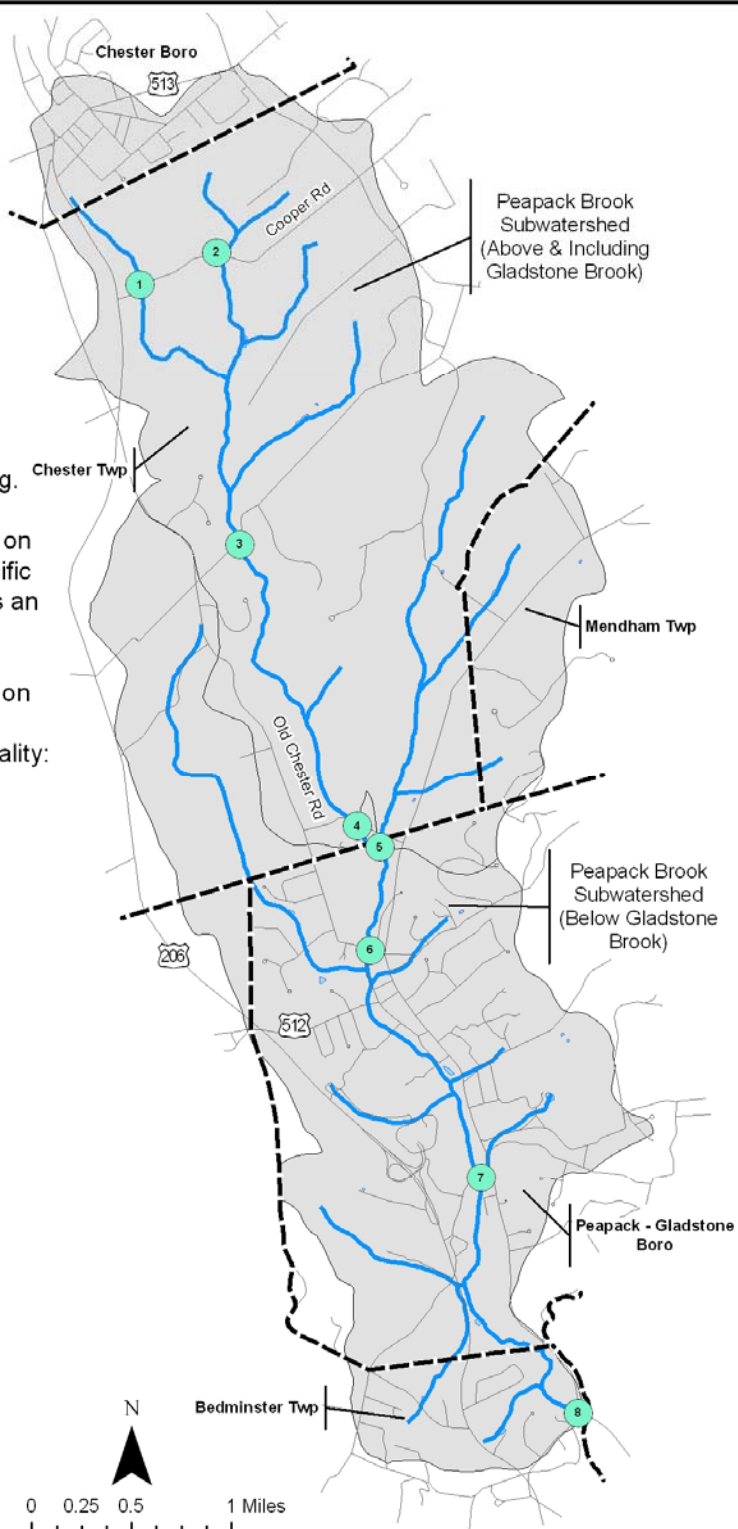 Chester Boro
513
Cooper Rd
Peapack Brook
Subwatershed
(Above & Including
Gladstone Brook)
2
1
Chester Twp
g.
on
ific
s an
3
Mendham Twp
on
ality:
Old Chester Rd
4
5
Peapack Brook
Subwatershed
(Below Gladstone
Brook)
6
206
512
7
Peapack - Gladstone
Boro
Bedminster Twp
8
N
0 0.25 0.5 1 Miles